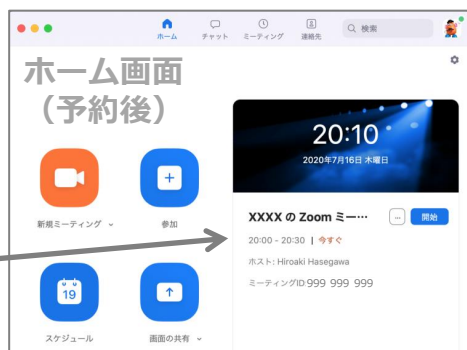 ホーム
チャット
ミーティング
連絡先
検索
ホーム画面
（予約後）
20:10
2020年7月16日 木曜日
新規ミーティング
参加
XXXX の Zoom ミー…
...
開始
20:00 - 20:30 | 今すぐ
ホスト: Hiroaki Hasegawa
ミーティングID:999 999 999
19
スケジュール
画面の共有